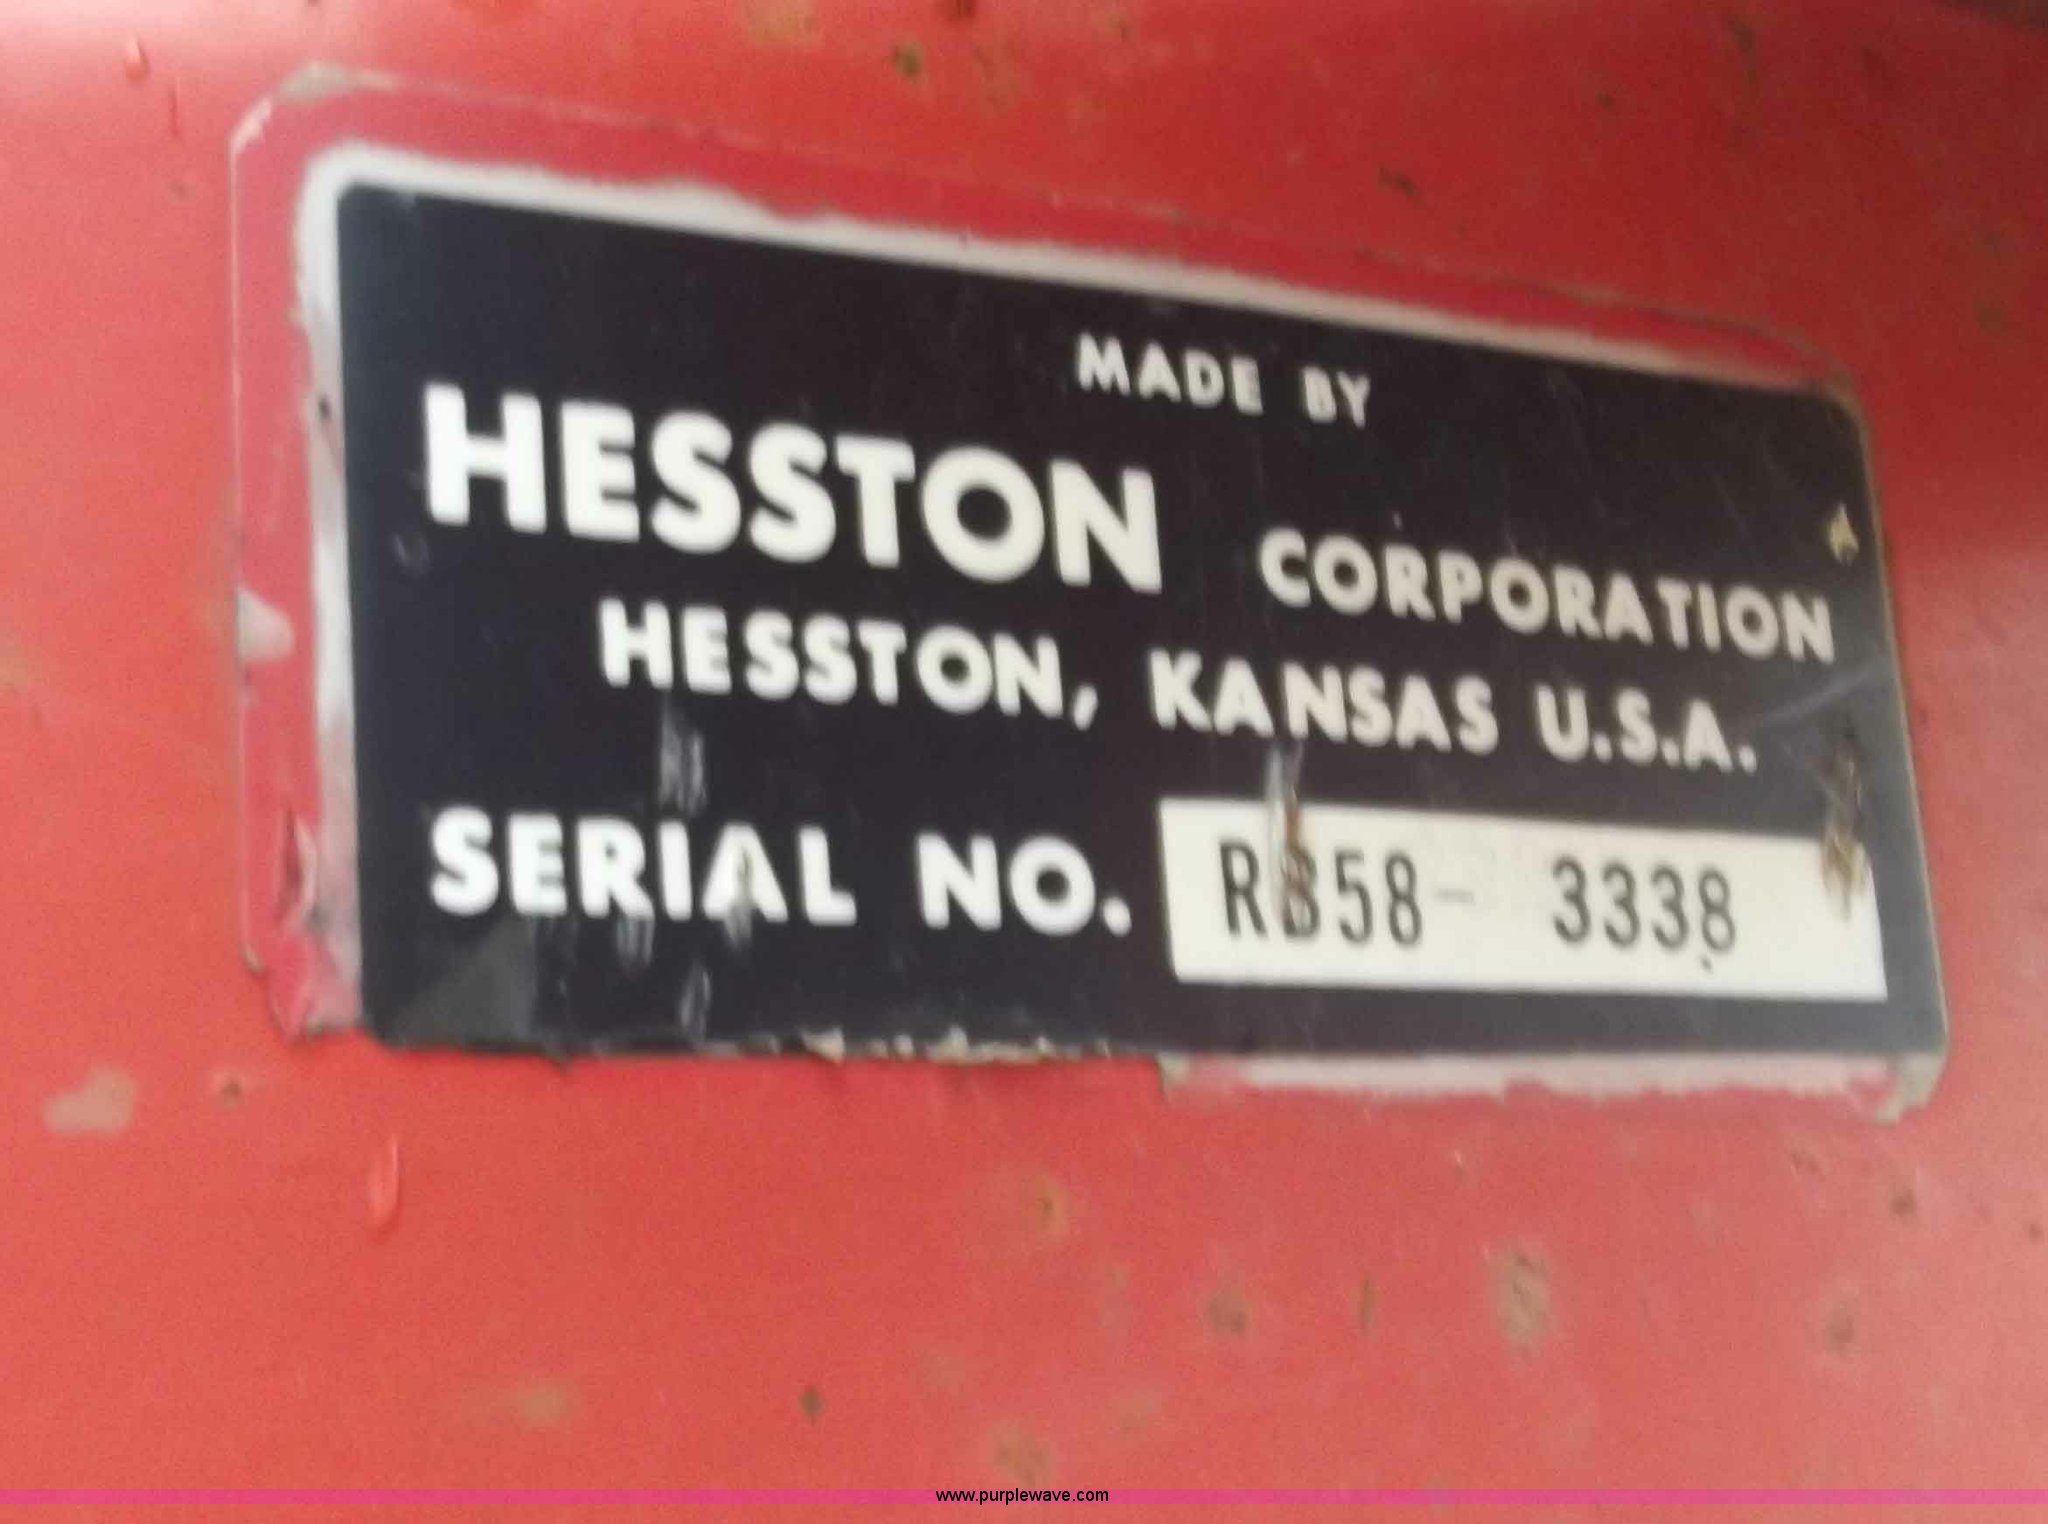 MADE BY
HESSTON CORPORATION
HESSTON, KANSAS U.S.A.
SERIAL NO. RB58- 3338
www.purplewave.com